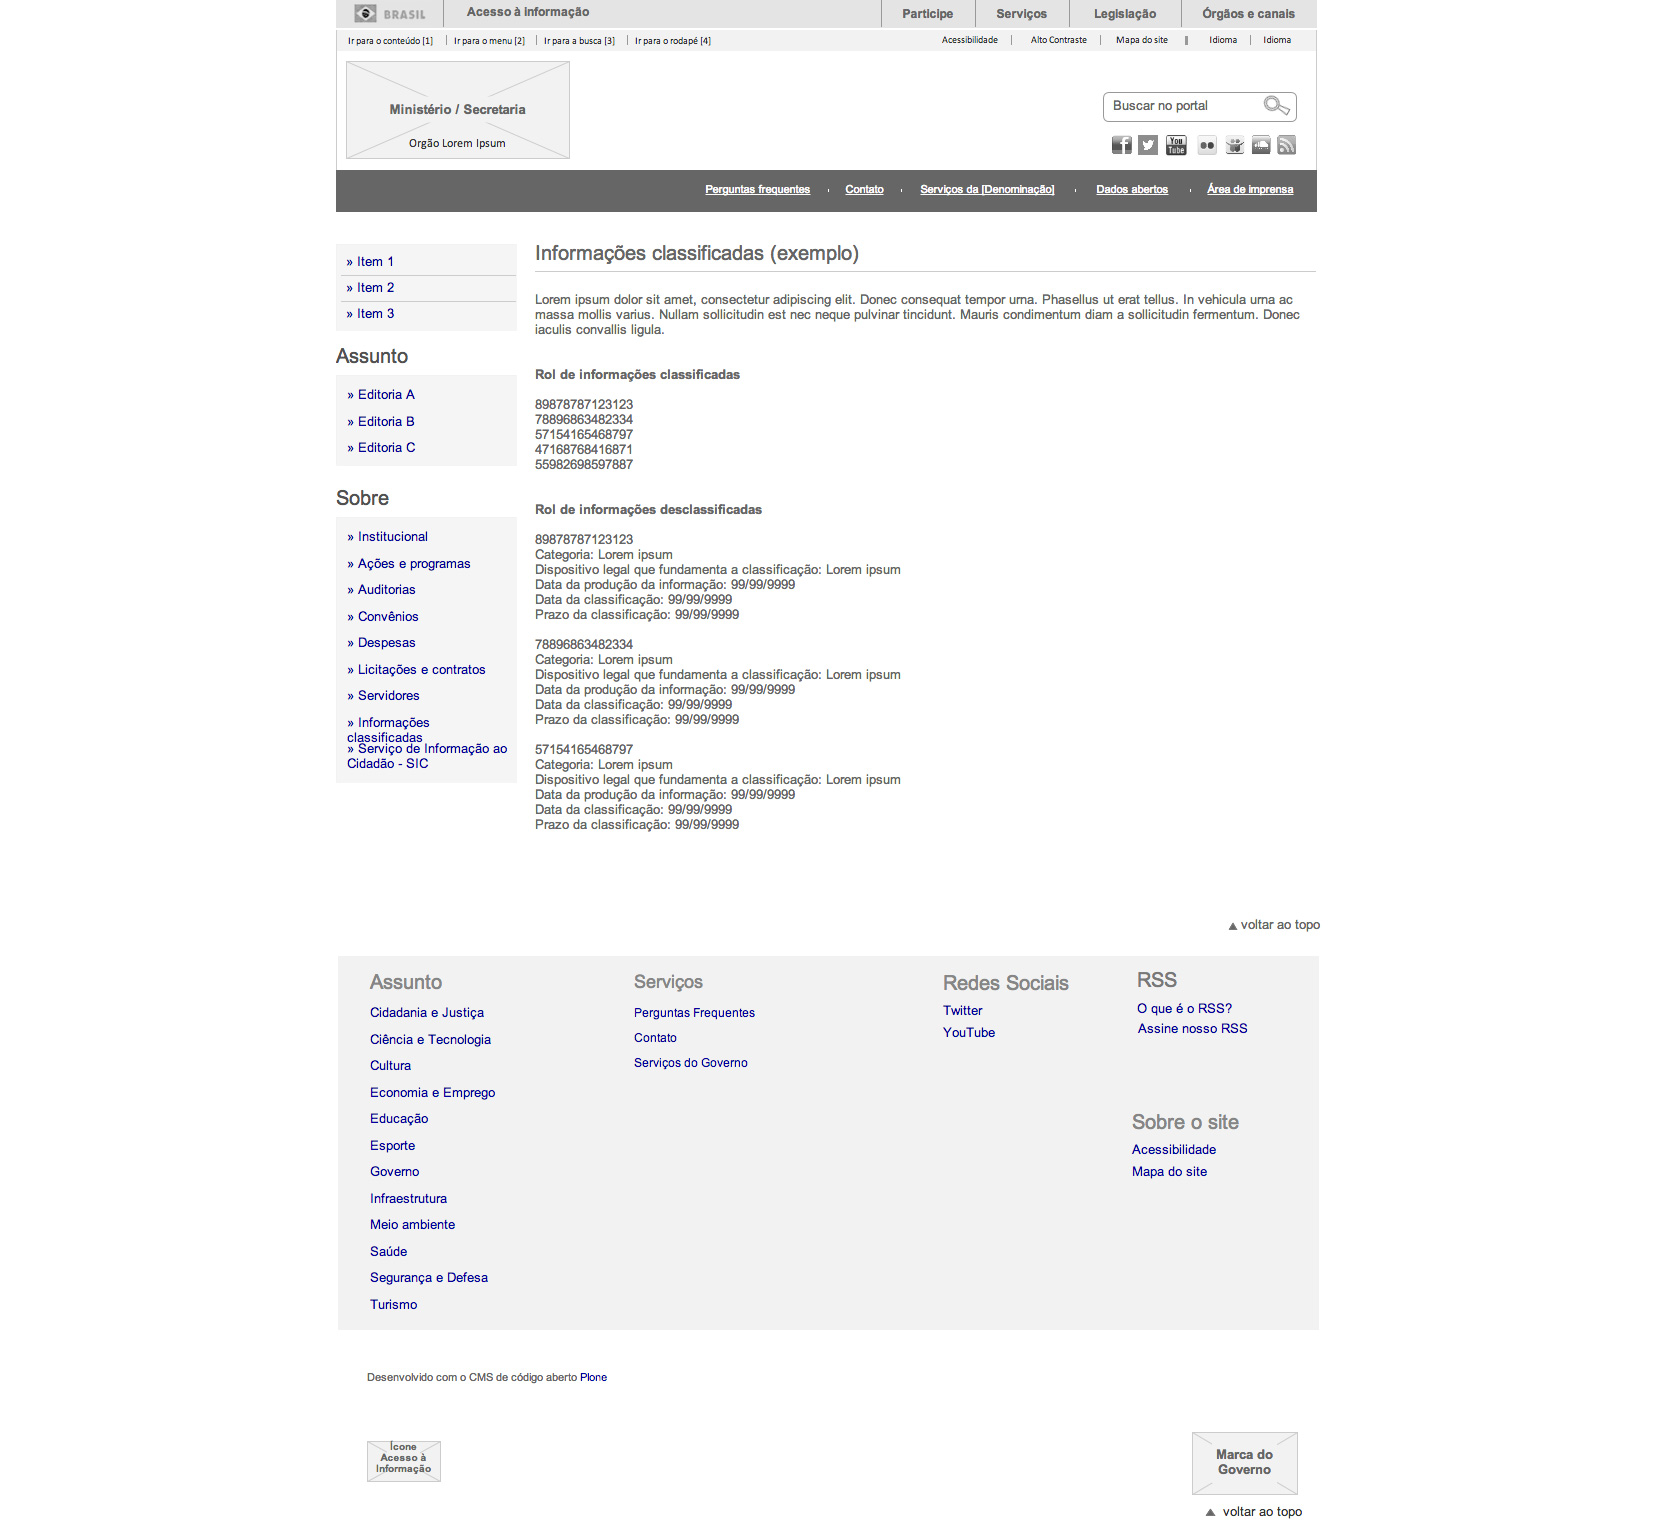 BRASIL
Acesso à informação
Participe
Serviços
Legislação
Órgãos e canais
Ir para o conteúdo [1]
Ir para o menu [2]
Ir para a busca [3]
Ir para o rodapé [4]
Acessibilidade
Alto Contraste
Mapa do site
Idioma
Idioma
Ministério / Secretaria
Orgão Lorem Ipsum
Buscar no portal
You
Tube
Perguntas frequentes
Contato
Serviços da [Denominação]
Dados abertos
Área de imprensa
» Item 1
» Item 2
» Item 3
Assunto
» Editoria A
» Editoria B
» Editoria C
Sobre
» Institucional
» Ações e programas
» Auditorias
» Convênios
» Despesas
» Licitações e contratos
» Servidores
» Informações
classificadas
» Serviço de Informação ao
Cidadão - SIC
Informações classificadas (exemplo)
Lorem ipsum dolor sit amet, consectetur adipiscing elit. Donec consequat tempor urna. Phasellus ut erat tellus. In vehicula urna ac
massa mollis varius. Nullam sollicitudin est nec neque pulvinar tincidunt. Mauris condimentum diam a sollicitudin fermentum. Donec
iaculis convallis ligula.
Rol de informações classificadas
89878787123123
78896863482334
57154165468797
47168768416871
55982698597887
Rol de informações desclassificadas
89878787123123
Categoria: Lorem ipsum
Dispositivo legal que fundamenta a classificação: Lorem ipsum
Data da produção da informação: 99/99/9999
Data da classificação: 99/99/9999
Prazo da classificação: 99/99/9999
78896863482334
Categoria: Lorem ipsum
Dispositivo legal que fundamenta a classificação: Lorem ipsum
Data da produção da informação: 99/99/9999
Data da classificação: 99/99/9999
Prazo da classificação: 99/99/9999
57154165468797
Categoria: Lorem ipsum
Dispositivo legal que fundamenta a classificação: Lorem ipsum
Data da produção da informação: 99/99/9999
Data da classificação: 99/99/9999
Prazo da classificação: 99/99/9999
voltar ao topo
Assunto
Cidadania e Justiça
Ciência e Tecnologia
Cultura
Economia e Emprego
Educação
Esporte
Governo
Infraestrutura
Meio ambiente
Saúde
Segurança e Defesa
Turismo
Serviços
Perguntas Frequentes
Contato
Serviços do Governo
Redes Sociais
Twitter
YouTube
RSS
O que é o RSS?
Assine nosso RSS
Sobre o site
Acessibilidade
Mapa do site
Desenvolvido com o CMS de código aberto Plone
Ícone
Acesso à
Informação
Marca do
Governo
voltar ao topo